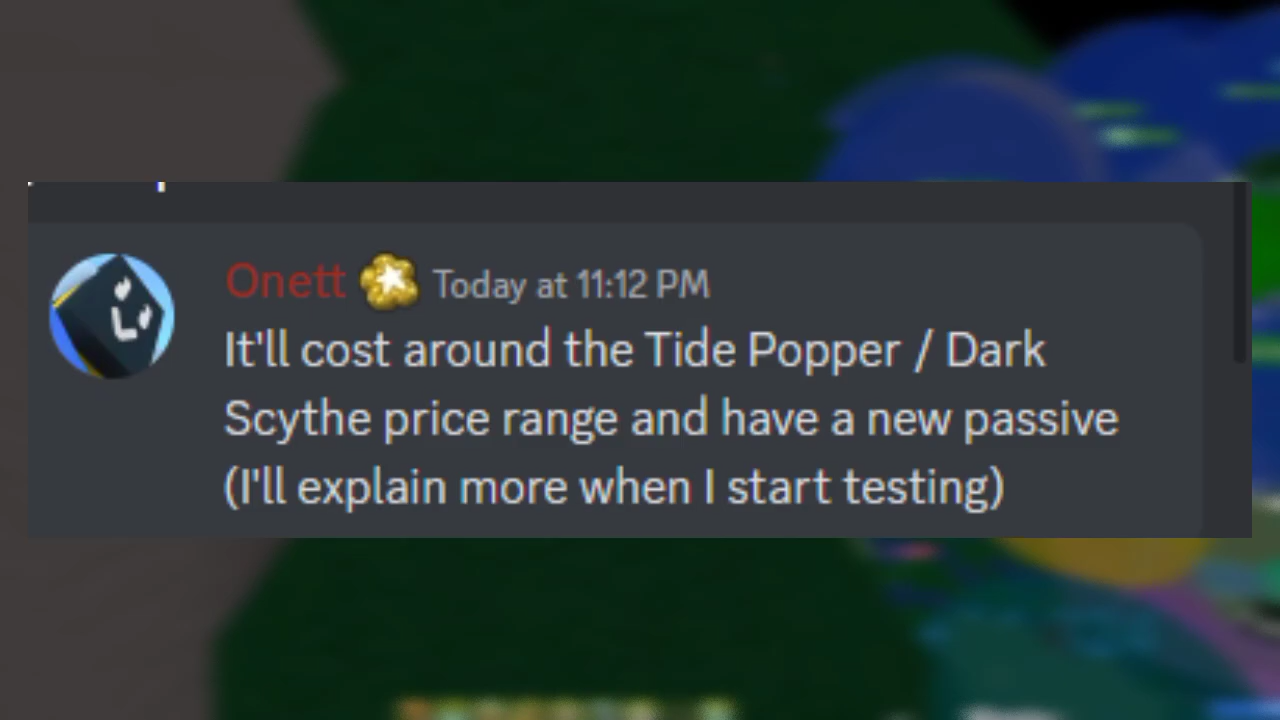 Onett Today at 11:12 PM
It'll cost around the Tide Popper / Dark
Scythe price range and have a new passive
(I'll explain more when I start testing)